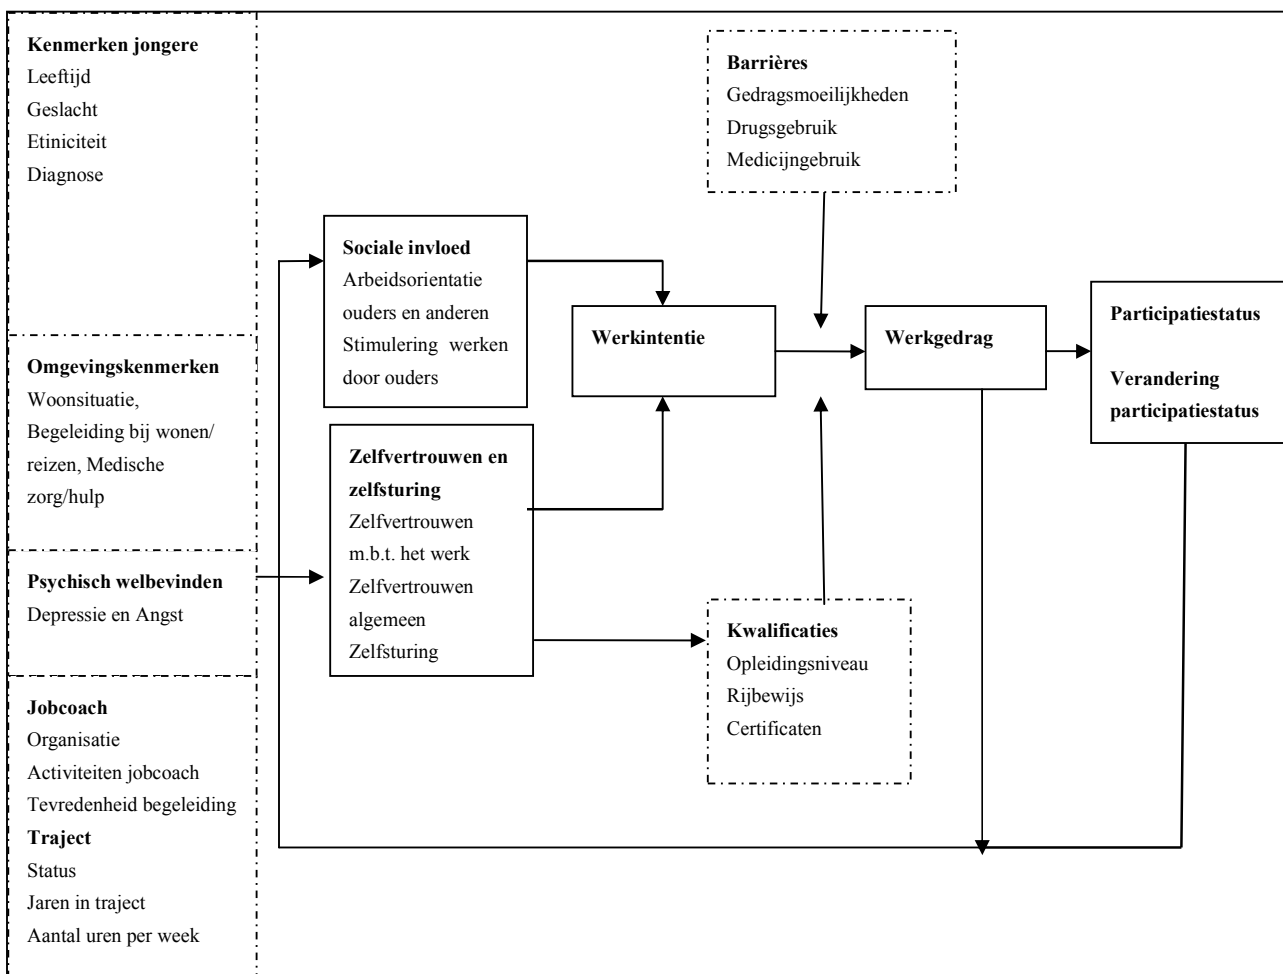 Kenmerken jongere
Leeftijd
Geslacht
Etiniciteit
Diagnose
Omgevingskenmerken
Woonsituatie,
Begeleiding bij wonen/
reizen, Medische
zorg/hulp
Psychisch welbevinden
Depressie en Angst
Jobcoach
Organisatie
Activiteiten jobcoach
Tevredenheid begeleiding
Traject
Status
Jaren in traject
Aantal uren per week
Sociale invloed
Arbeidsorientatie
ouders en anderen
Stimulering werken
door ouders
Zelfvertrouwen en
zelfsturing
Zelfvertrouwen
m.b.t. het werk
Zelfvertrouwen
algemeen
Zelfsturing
Werkintentie
Barrières
Gedragsmoeilijkheden
Drugsgebruik
Medicijngebruik
Kwalificaties
Opleidingsniveau
Rijbewijs
Certificaten
Werkgedrag
Participatiestatus
Verandering
participatiestatus